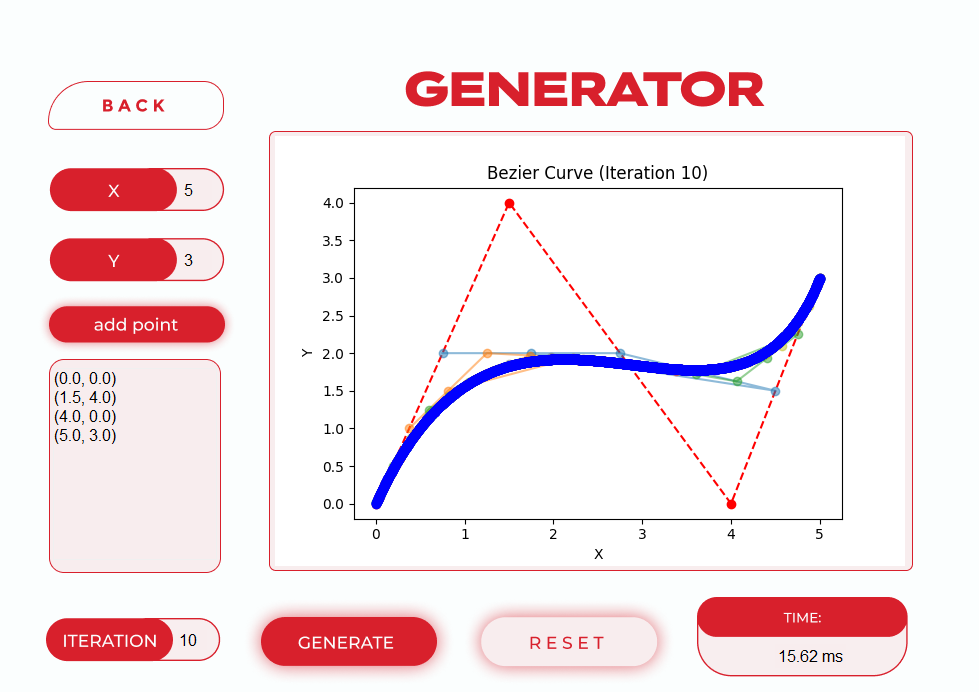 GENERATOR
BACK
X 5
Y 3
add point
(0.0, 0.0)
(1.5, 4.0)
(4.0, 0.0)
(5.0, 3.0)
Bezier Curve (Iteration 10)
4.0
3.5
3.0
2.5
2.0
1.5
1.0
0.5
0.0
Y
0 1 2 3 4 5
X
ITERATION 10
GENERATE
RESET
TIME:
15.62 ms